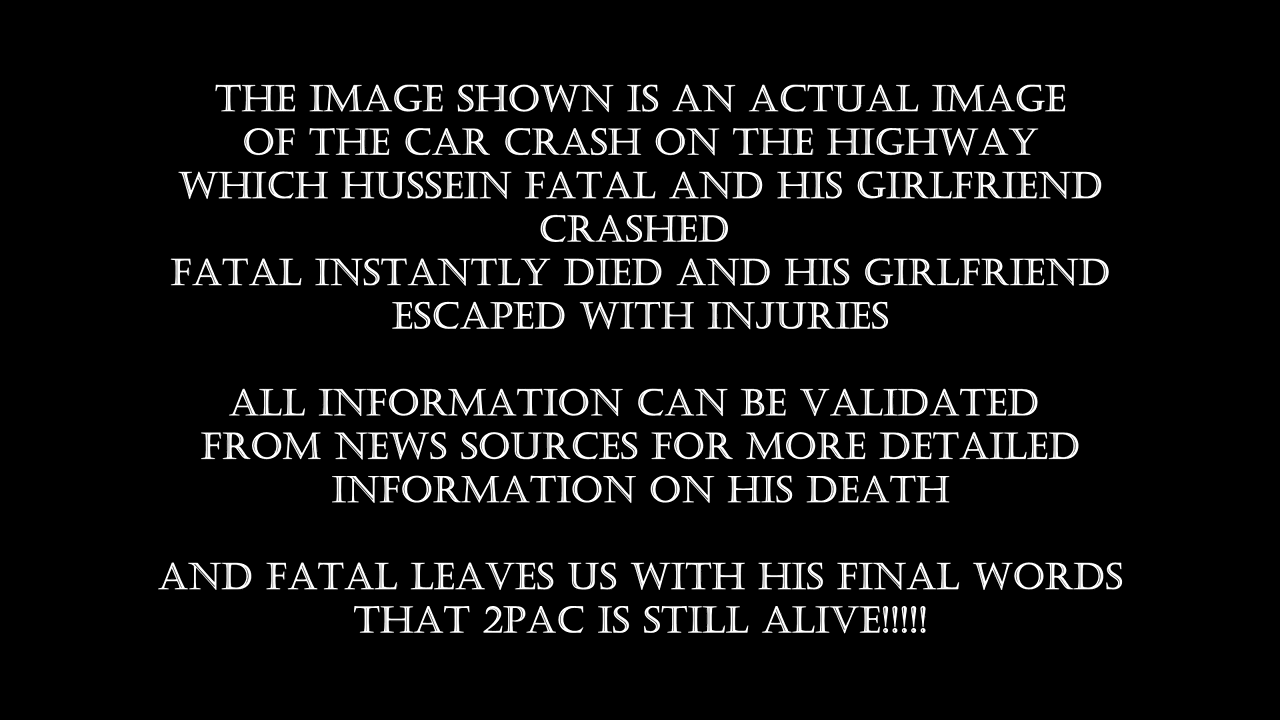 THE IMAGE SHOWN IS AN ACTUAL IMAGE
OF THE CAR CRASH ON THE HIGHWAY
WHICH HUSSEIN FATAL AND HIS GIRLFRIEND
CRASHED
FATAL INSTANTLY DIED AND HIS GIRLFRIEND
ESCAPED WITH INJURIES
ALL INFORMATION CAN BE VALIDATED
FROM NEWS SOURCES FOR MORE DETAILED
INFORMATION ON HIS DEATH
AND FATAL LEAVES US WITH HIS FINAL WORDS
THAT 2PAC IS STILL ALIVE!!!!!